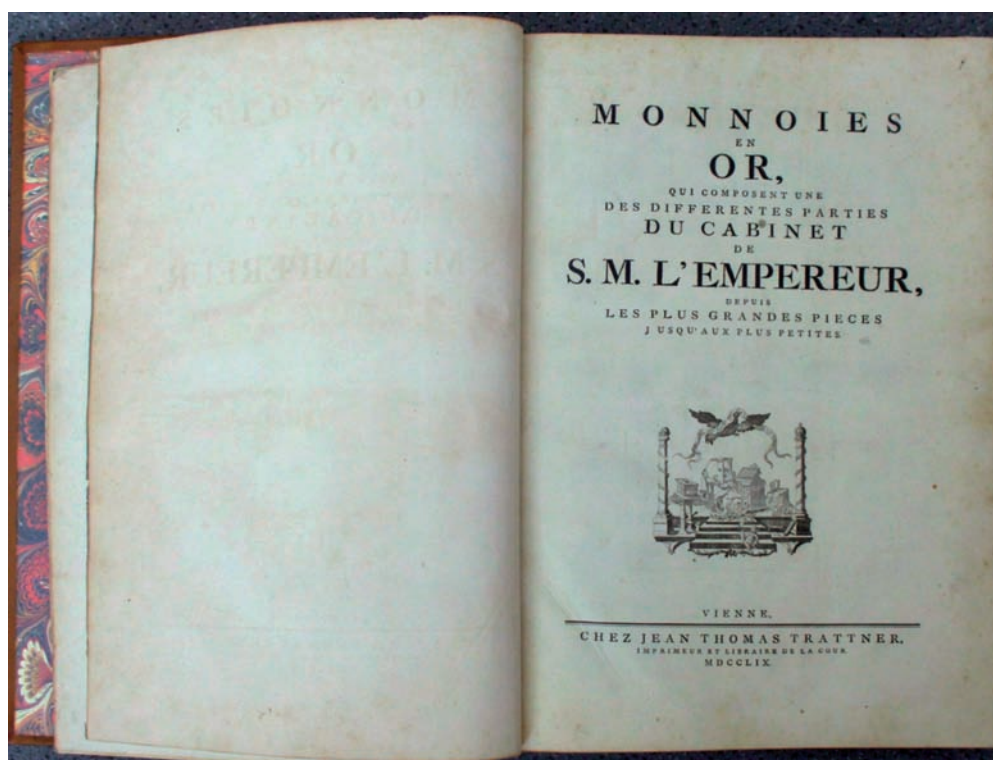 MONNOIES
EN
OR,
QUI COMPOSENT UNE
DES DIFFERENTES PARTIES
DU CABINET
DE
S. M. L'EMPEREUR,
DEPUIS
LES PLUS GRANDES PIECES
JUSQU'AUX PLUS PETITES.
VIENNE,
CHEZ JEAN THOMAS TRATTNER,
IMPRIMEUR ET LIBRAIRE DE LA COUR
MDCCLIX.